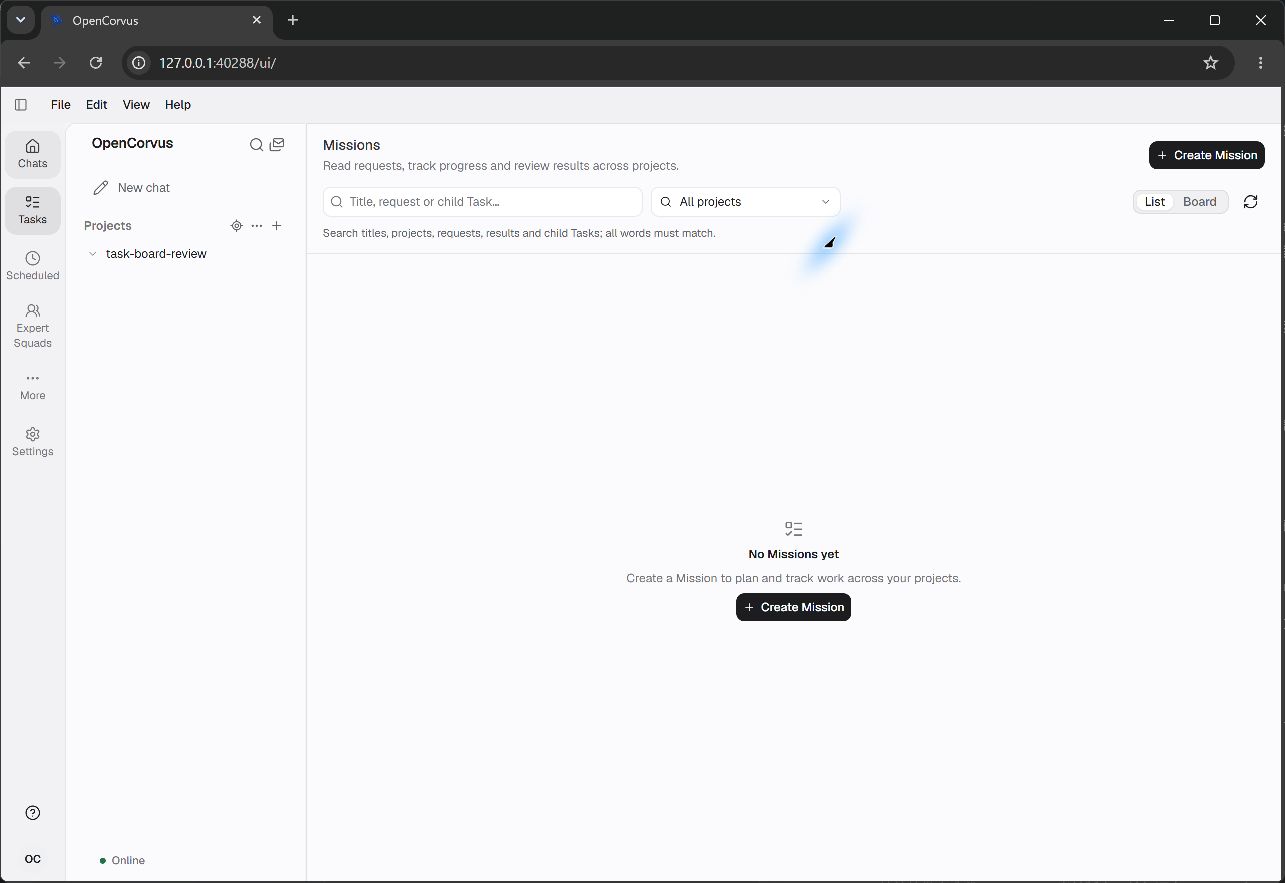 OpenCorvus
127.0.0.1:40288/ui/
File Edit View Help
Chats
Tasks
Scheduled
Expert
Squads
More
Settings
OC
OpenCorvus
New chat
Projects
task-board-review
Online
Missions
Read requests, track progress and review results across projects.
Create Mission
Title, request or child Task...
All projects
List Board
Search titles, projects, requests, results and child Tasks; all words must match.
No Missions yet
Create a Mission to plan and track work across your projects.
Create Mission